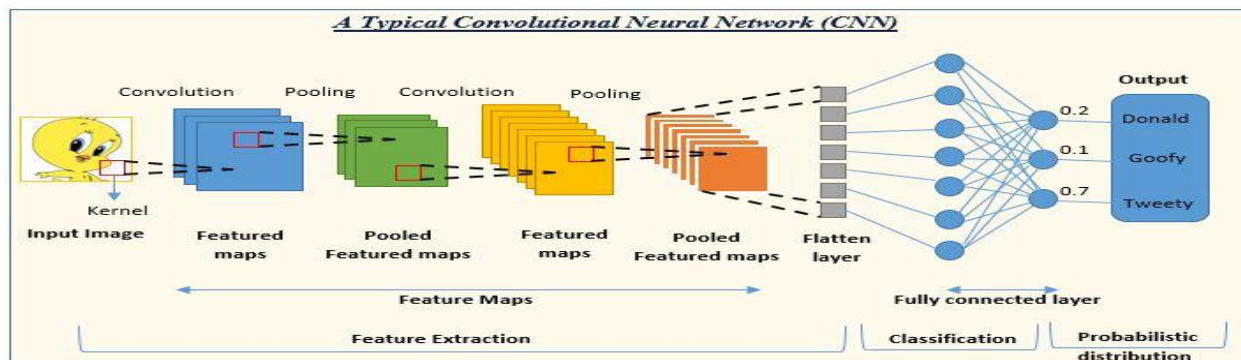 A Typical Convolutional Neural Network (CNN)
Convolution
Pooling
Convolution
Pooling
Kernel
Input Image
Featured
maps
Pooled
Featured maps
Featured
maps
Pooled
Featured maps
Flatten
layer
Output
0.2
Donald
0.1
Goofy
0.7
Tweety
Feature Maps
Fully connected layer
Feature Extraction
Classification
Probabilistic
distribution